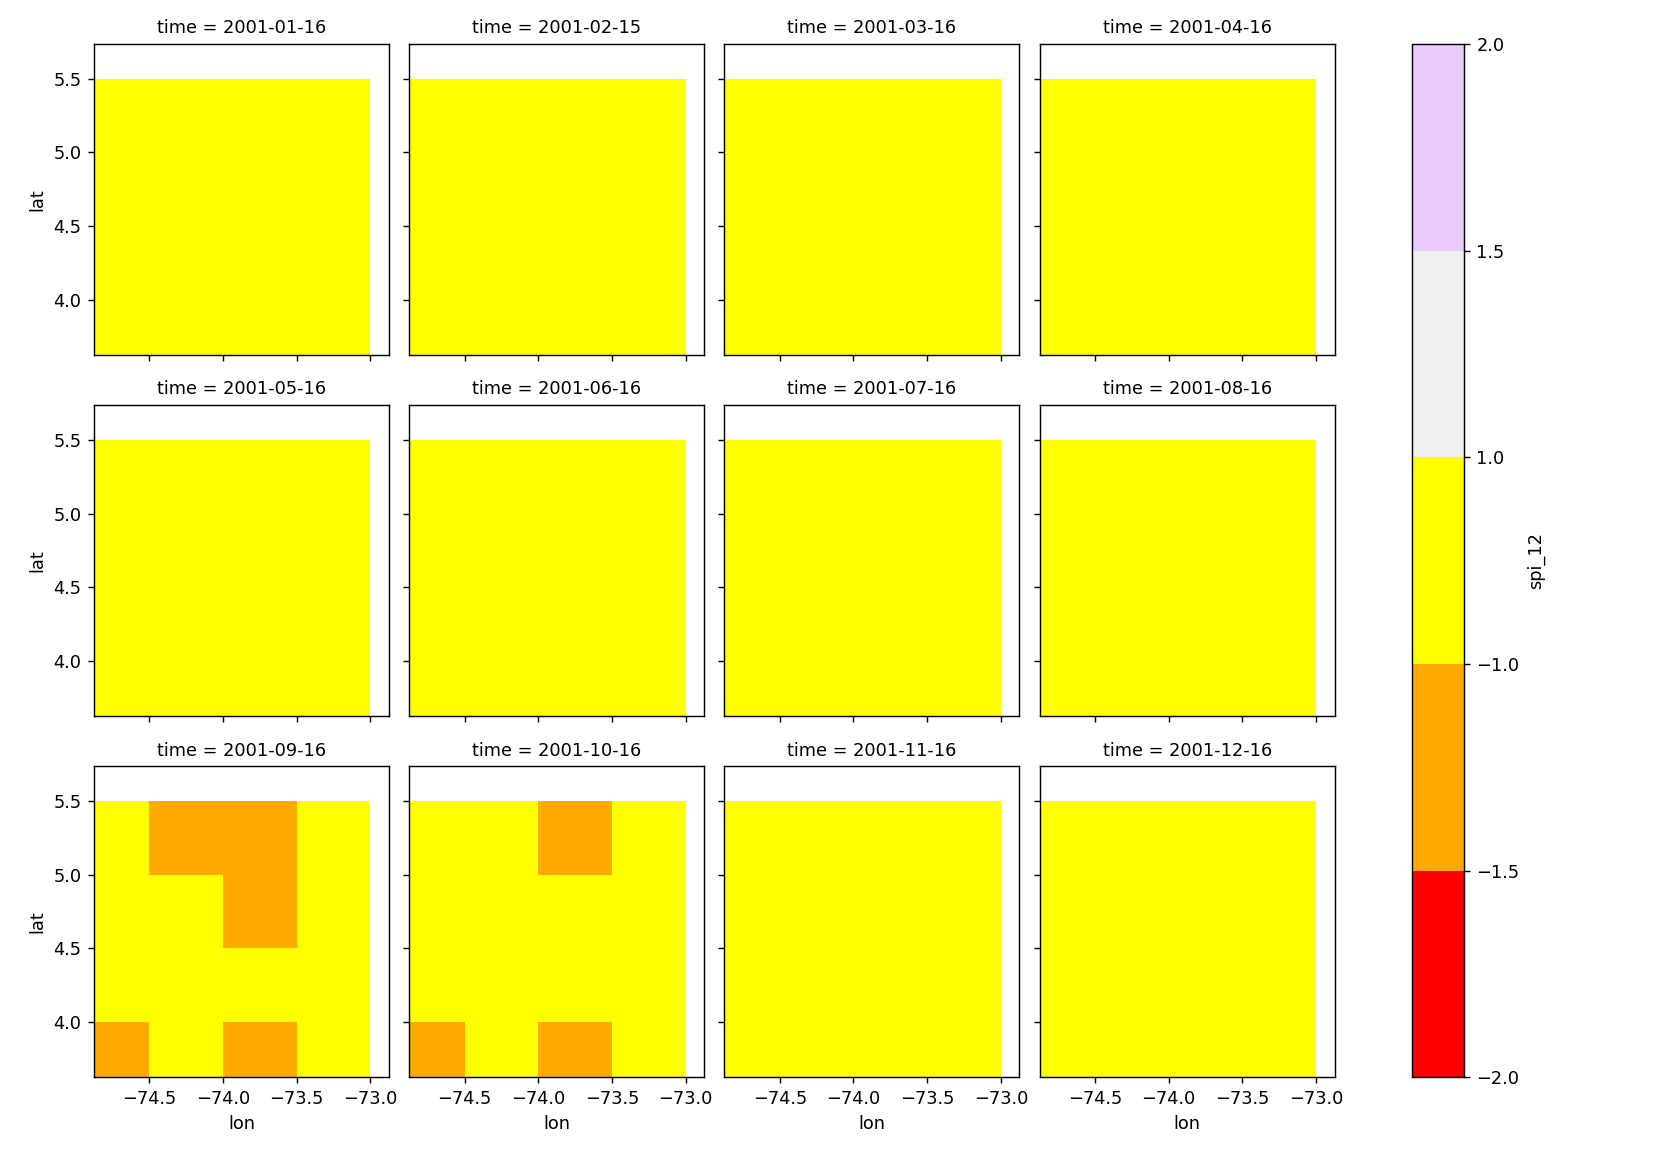 time = 2001-01-16
time = 2001-02-15
time = 2001-03-16
time = 2001-04-16
5.5
5.0
4.5
4.0
lat
time = 2001-05-16
time = 2001-06-16
time = 2001-07-16
time = 2001-08-16
5.5
5.0
4.5
4.0
lat
time = 2001-09-16
time = 2001-10-16
time = 2001-11-16
time = 2001-12-16
5.5
5.0
4.5
4.0
lat
−74.5 −74.0 −73.5 −73.0
−74.5 −74.0 −73.5 −73.0
−74.5 −74.0 −73.5 −73.0
−74.5 −74.0 −73.5 −73.0
lon
lon
lon
lon
2.0
1.5
1.0
−1.0
−1.5
−2.0
spi_12